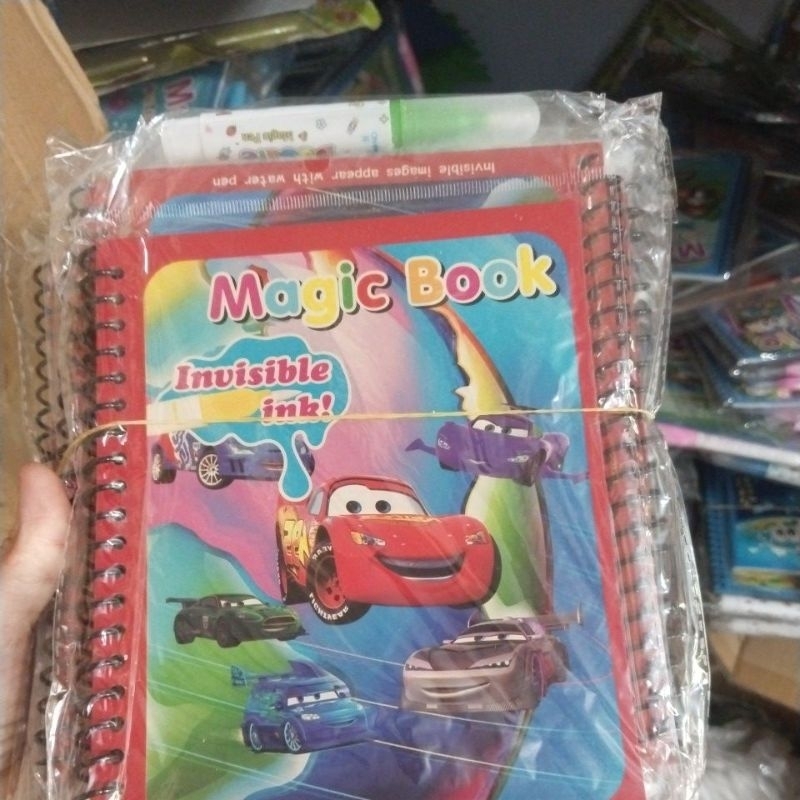 Magic Pen
Invisible images appear with water pen
Magic Book
Invisible
ink!